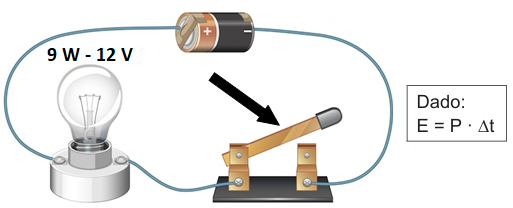 9 W - 12 V
+ -
Dado:
E = P · Δt